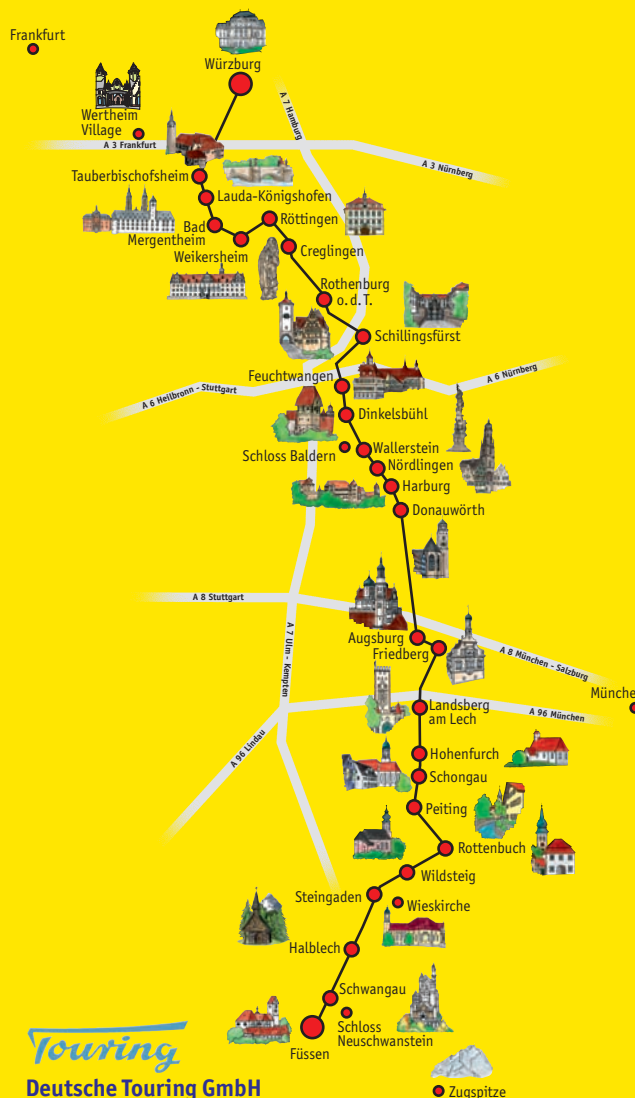 Frankfurt
Würzburg
Wertheim
Village
A 7 Hamburg
A 3 Frankfurt
A 3 Nürnberg
Tauberbischofsheim
Lauda-Königshofen
Bad
Mergentheim
Röttingen
Weikersheim
Creglingen
Rothenburg
o.d.T.
Schillingsfürst
Feuchtwangen
A 6 Nürnberg
A 6 Heilbronn - Stuttgart
Dinkelsbühl
Schloss Baldern
Wallerstein
Nördlingen
Harburg
Donauwörth
A 8 Stuttgart
A 7 Ulm - Kempten
Augsburg
Friedberg
A 8 München - Salzburg
Münche
Landsberg
am Lech
A 96 München
A 96 Lindau
Hohenfurch
Schongau
Peiting
Rottenbuch
Wildsteig
Steingaden
Wieskirche
Halblech
Schwangau
Schloss
Neuschwanstein
Füssen
Touring
Deutsche Touring GmbH
Zugspitze